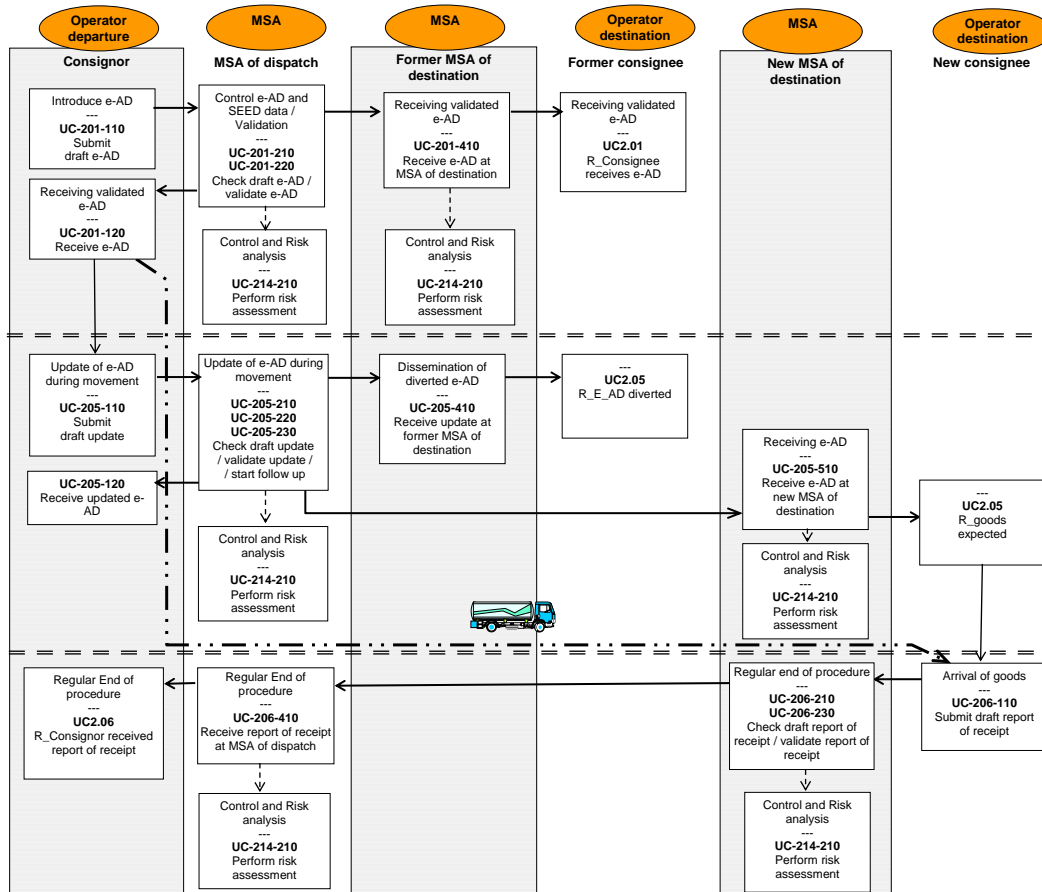 Operator
departure
MSA
MSA
Operator
destination
MSA
Operator
destination
Consignor
MSA of dispatch
Former MSA of
destination
Former consignee
New MSA of
destination
New consignee
Introduce e-AD
---
UC-201-110
Submit
draft e-AD
Control e-AD and
SEED data /
Validation
---
UC-201-210
UC-201-220
Check draft e-AD /
validate e-AD
Receiving validated
e-AD
---
UC-201-410
Receive e-AD at
MSA of destination
Receiving validated
e-AD
---
UC2.01
R_Consignee
receives e-AD
Receiving validated
e-AD
---
UC-201-120
Receive e-AD
Control and Risk
analysis
---
UC-214-210
Perform risk
assessment
Control and Risk
analysis
---
UC-214-210
Perform risk
assessment
Update of e-AD
during movement
---
UC-205-110
Submit
draft update
Update of e-AD during
movement
---
UC-205-210
UC-205-220
UC-205-230
Check draft update
/ validate update /
/ start follow up
Dissemination of
diverted e-AD
---
UC-205-410
Receive update at
former MSA of
destination
---
UC2.05
R_E_AD diverted
Receiving e-AD
---
UC-205-510
Receive e-AD at
new MSA of
destination
UC-205-120
Receive updated e-
AD
---
UC2.05
R_goods
expected
Control and Risk
analysis
---
UC-214-210
Perform risk
assessment
Control and Risk
analysis
---
UC-214-210
Perform risk
assessment
Regular End of
procedure
---
UC2.06
R_Consignor received
report of receipt
Regular End of
procedure
---
UC-206-410
Receive report of receipt
at MSA of dispatch
Regular end of procedure
---
UC-206-210
UC-206-230
Check draft report of
receipt / validate report of
receipt
Arrival of goods
---
UC-206-110
Submit draft report
of receipt
Control and Risk
analysis
---
UC-214-210
Perform risk
assessment
Control and Risk
analysis
---
UC-214-210
Perform risk
assessment